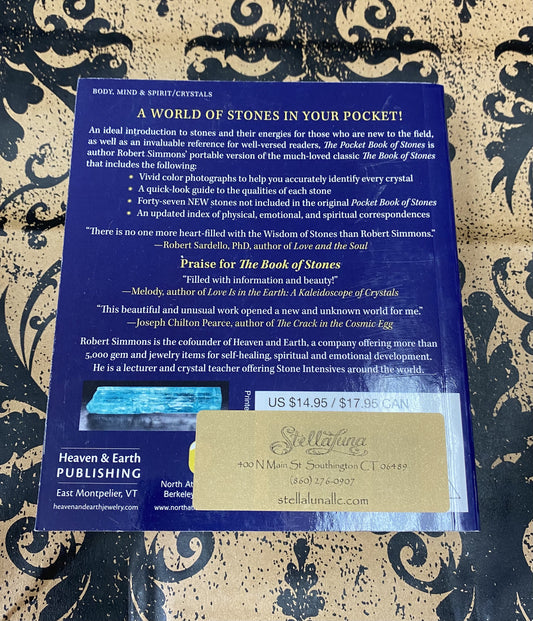 BODY, MIND & SPIRIT/CRYSTALS
A WORLD OF STONES IN YOUR POCKET!
An ideal introduction to stones and their energies for those who are new to the field,
as well as an invaluable reference for well-versed readers, The Pocket Book of Stones is
author Robert Simmons' portable version of the much-loved classic The Book of Stones
that includes the following:
• Vivid color photographs to help you accurately identify every crystal
• A quick-look guide to the qualities of each stone
• Forty-seven NEW stones not included in the original Pocket Book of Stones
• An updated index of physical, emotional, and spiritual correspondences
"There is no one more heart-filled with the Wisdom of Stones than Robert Simmons."
—Robert Sardello, PhD, author of Love and the Soul
Praise for The Book of Stones
"Filled with information and beauty!"
—Melody, author of Love Is in the Earth: A Kaleidoscope of Crystals
"This beautiful and unusual work opened a new and unknown world for me."
—Joseph Chilton Pearce, author of The Crack in the Cosmic Egg
Robert Simmons is the cofounder of Heaven and Earth, a company offering more than
5,000 gem and jewelry items for self-healing, spiritual and emotional development.
He is a lecturer and crystal teacher offering Stone Intensives around the world.
US $14.95 / $17.95 CAN
Printe
StellaLuna
400 N Main St Southington CT 06489
(860) 276-0907
stellalunallc.com
Heaven & Earth
PUBLISHING
East Montpelier, VT
heavenandearthjewelry.com
North At
Berkeley
www.northat